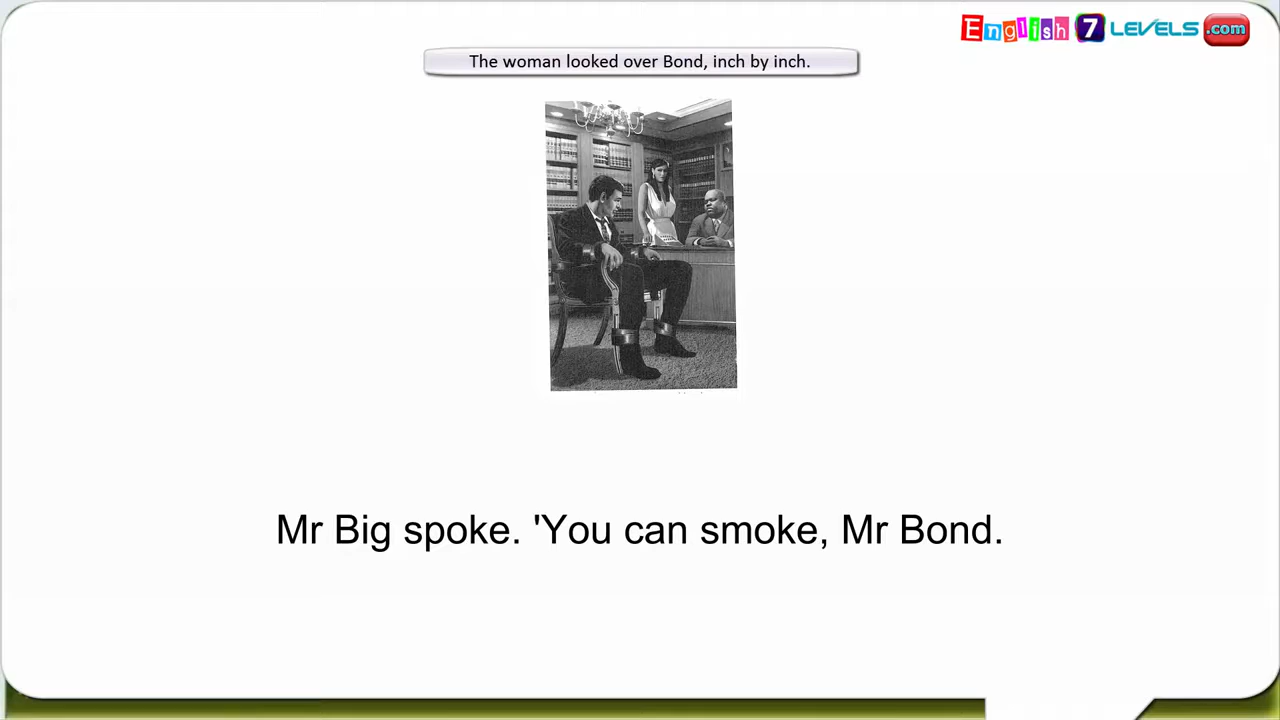 English 7 LEVELS .com
The woman looked over Bond, inch by inch.
Mr Big spoke. 'You can smoke, Mr Bond.